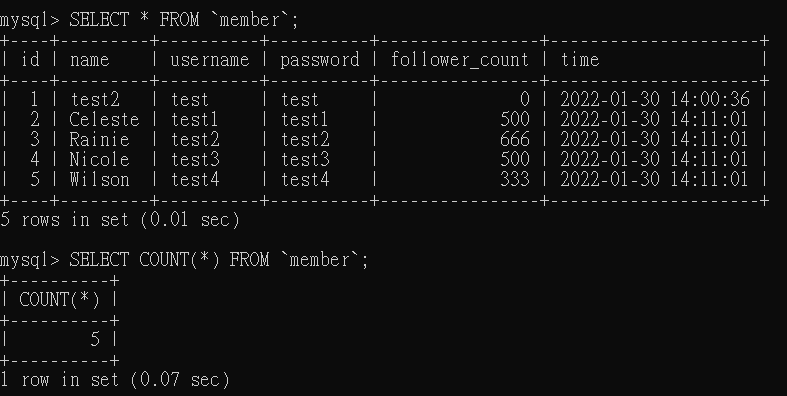 mysql> SELECT * FROM `member`;
+----+---------+----------+----------+----------------+---------------------+
| id | name    | username | password | follower_count | time                |
+----+---------+----------+----------+----------------+---------------------+
|  1 | test2   | test     | test     |              0 | 2022-01-30 14:00:36 |
|  2 | Celeste | test1    | test1    |            500 | 2022-01-30 14:11:01 |
|  3 | Rainie  | test2    | test2    |            666 | 2022-01-30 14:11:01 |
|  4 | Nicole  | test3    | test3    |            500 | 2022-01-30 14:11:01 |
|  5 | Wilson  | test4    | test4    |            333 | 2022-01-30 14:11:01 |
+----+---------+----------+----------+----------------+---------------------+
5 rows in set (0.01 sec)

mysql> SELECT COUNT(*) FROM `member`;
+----------+
| COUNT(*) |
+----------+
|        5 |
+----------+
1 row in set (0.07 sec)